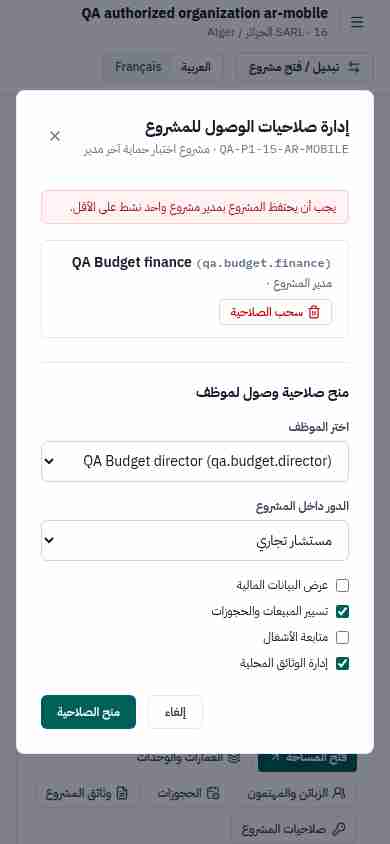 QA authorized organization ar-mobile
Alger / الجزائر SARL · 16
تبديل / فتح مشروع
العربية
Français
إدارة صلاحيات الوصول للمشروع
QA-P1-15-AR-MOBILE · مشروع اختبار حماية آخر مدير
يجب أن يحتفظ المشروع بمدير مشروع واحد نشط على الأقل.
QA Budget finance (qa.budget.finance)
مدير المشروع ·
سحب الصلاحية
منح صلاحية وصول لموظف
اختر الموظف
QA Budget director (qa.budget.director)
الدور داخل المشروع
مستشار تجاري
عرض البيانات المالية
تسيير المبيعات والحجوزات
متابعة الأشغال
إدارة الوثائق المحلية
إلغاء
منح الصلاحية
فتح المساحة
العمارات والوحدات
الزبائن والمهتمون
الحجوزات
وثائق المشروع
صلاحيات المشروع